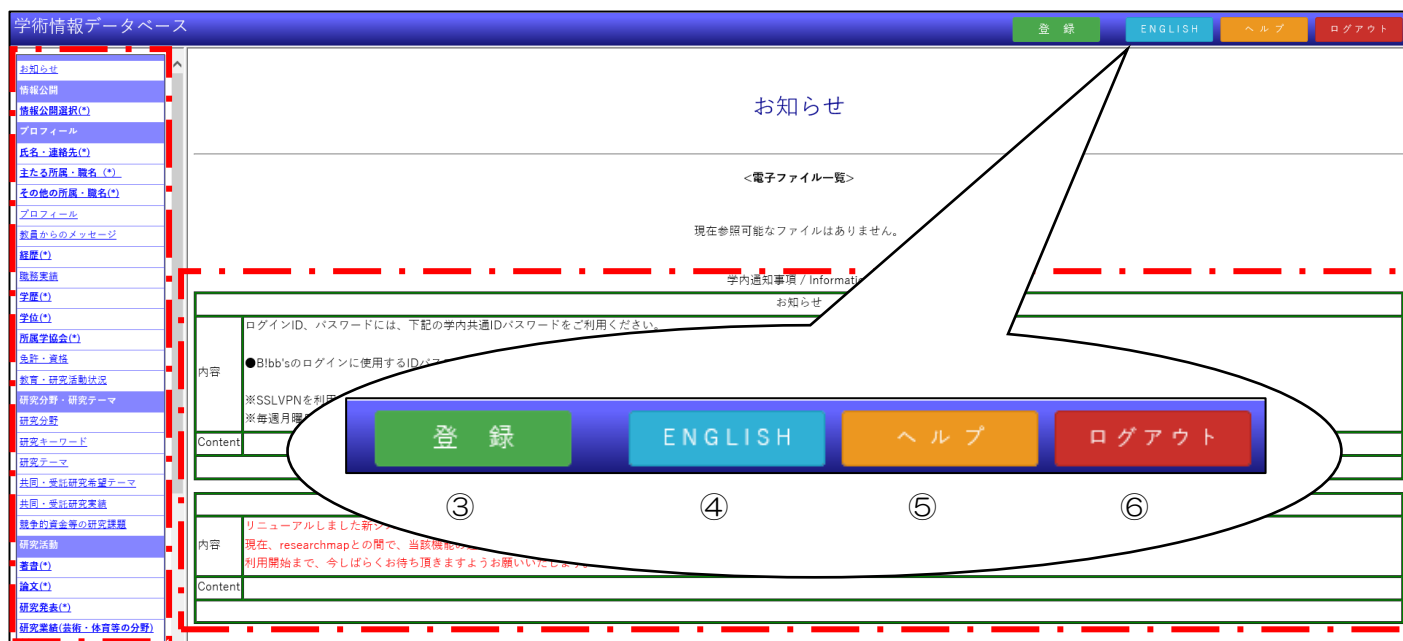 学術情報データベース
登 録
ENGLISH
ヘ ル プ
ログアウト
お知らせ
情報公開
情報公開選択(*)
プロフィール
氏名・連絡先(*)
主たる所属・職名（*）
その他の所属・職名(*)
プロフィール
教員からのメッセージ
経歴(*)
職務実績
学歴(*)
学位(*)
所属学協会(*)
免許・資格
教育・研究活動状況
研究分野・研究テーマ
研究分野
研究キーワード
研究テーマ
共同・受託研究希望テーマ
共同・受託研究実績
競争的資金等の研究課題
研究活動
著書(*)
論文(*)
研究発表(*)
研究業績(芸術・体育等の分野)
お知らせ
<電子ファイル一覧>
現在参照可能なファイルはありません。
学内通知事項 / Informati
お知らせ
内容
ログインID、パスワードには、下記の学内共通IDパスワードをご利用ください。
●B!bb'sのログインに使用するIDパス
※SSLVPNを利用
※毎週月曜
Content
内容
リニューアルしました新シ
現在、researchmapとの間で、当該機能の
利用開始まで、今しばらくお待ち頂きますようお願いいたします
Content
登 録
ENGLISH
ヘ ル プ
ログアウト
③
④
⑤
⑥